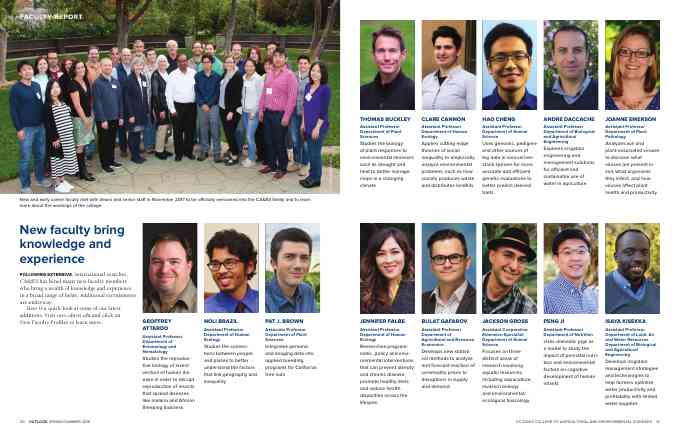 FACULTY REPORT
New and early career faculty met with deans and senior staff in November 2017 to be officially welcomed into the CA&ES family and to learn
more about the workings of the college.
New faculty bring
knowledge and
experience
FOLLOWING EXTENSIVE international searches,
CA&ES has hired many new faculty members
who bring a wealth of knowledge and experience
in a broad range of fields. Additional recruitments
are underway.
Here is a quick look at some of our latest
additions. Visit caes.ucdavis.edu and click on
New Faculty Profiles to learn more.
GEOFFREY
ATTARDO
Assistant Professor
Department of
Entomology and
Nematology
Studies the reproductive
biology of insect
vectors of human disease
in order to disrupt
reproduction of insects
that spread diseases
like malaria and African
Sleeping Sickness
NOLI BRAZIL
Assistant Professor
Department of Human
Ecology
Studies the connections
between people
and places to better
understand the factors
that link geography and
inequality
PAT J. BROWN
Associate Professor
Department of Plant
Sciences
Integrates genomic
and imaging data into
applied breeding
programs for California
tree nuts
THOMAS BUCKLEY
Assistant Professor
Department of Plant
Sciences
Studies the biology
of plant responses to
environmental stressors
such as drought and
heat to better manage
crops in a changing
climate
CLARE CANNON
Assistant Professor
Department of Human
Ecology
Applies cutting-edge
theories of social
inequality to empirically
analyze environmental
problems, such as how
society produces waste
and distributes landfills
HAO CHENG
Assistant Professor
Department of Animal
Science
Uses genomic, pedigree
and other sources of
big data in animal livestock
species for more
accurate and efficient
genetic evaluations to
better predict desired
traits
ANDRE DACCACHE
Assistant Professor
Department of Biological
and Agricultural
Engineering
Explores irrigation
engineering and
management solutions
for efficient and
sustainable use of
water in agriculture
JOANNE EMERSON
Assistant Professor
Department of Plant
Pathology
Analyzes soil and
plant-associated viruses
to discover what
viruses are present in
soil, what organisms
they infect, and how
viruses affect plant
health and productivity
JENNIFER FALBE
Assistant Professor
Department of Human
Ecology
Researches programmatic,
policy and environmental
interventions
that can prevent obesity
and chronic disease,
promote healthy diets
and reduce health
disparities across the
lifespan
BULAT GAFAROV
Assistant Professor
Department of
Agricultural and Resource
Economics
Develops new statistical
methods to analyze
and forecast reaction of
commodity prices to
disruptions in supply
and demand
JACKSON GROSS
Assistant Cooperative
Extension Specialist
Department of Animal
Science
Focuses on three
distinct areas of
research involving
aquatic resources
including aquaculture,
invasion ecology
and environmental/
ecological toxicology
PENG JI
Assistant Professor
Department of Nutrition
Uses domestic pigs as
a model to study the
impact of perinatal nutrition
and environmental
factors on cognitive
development of human
infants
ISAYA KISEKKA
Assistant Professor
Department of Land, Air
and Water Resources
Department of Biological
and Agricultural
Engineering
Develops irrigation
management strategies
and technologies to
help farmers optimize
water productivity and
profitability with limited
water supplies
OUTLOOK SPRING/SUMMER 2018
UC DAVIS COLLEGE OF AGRICULTURAL AND ENVIRONMENTAL SCIENCES